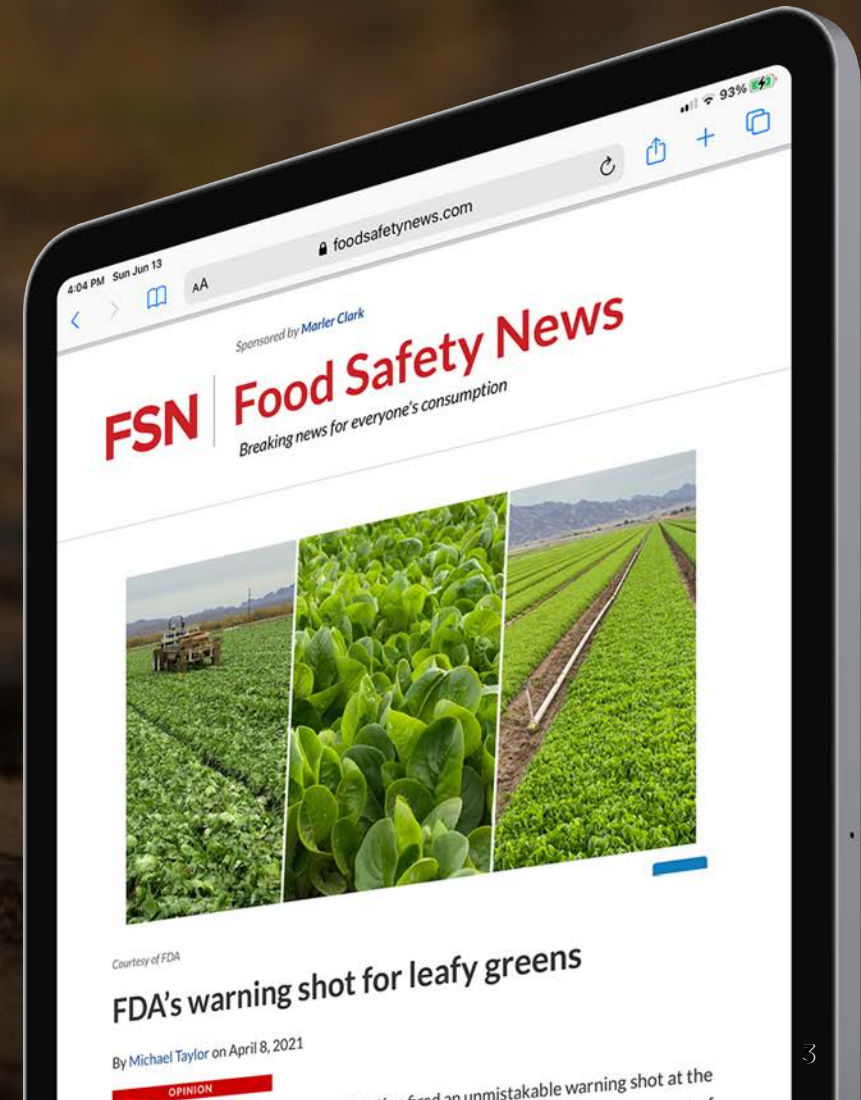 4:04 PM Sun Jun 13
93%
AA
foodsafetynews.com
Sponsored by Marler Clark
FSN
Food Safety News
Breaking news for everyone's consumption
Courtesy of FDA
FDA's warning shot for leafy greens
By Michael Taylor on April 8, 2021
OPINION
fired an unmistakable warning shot at the
3